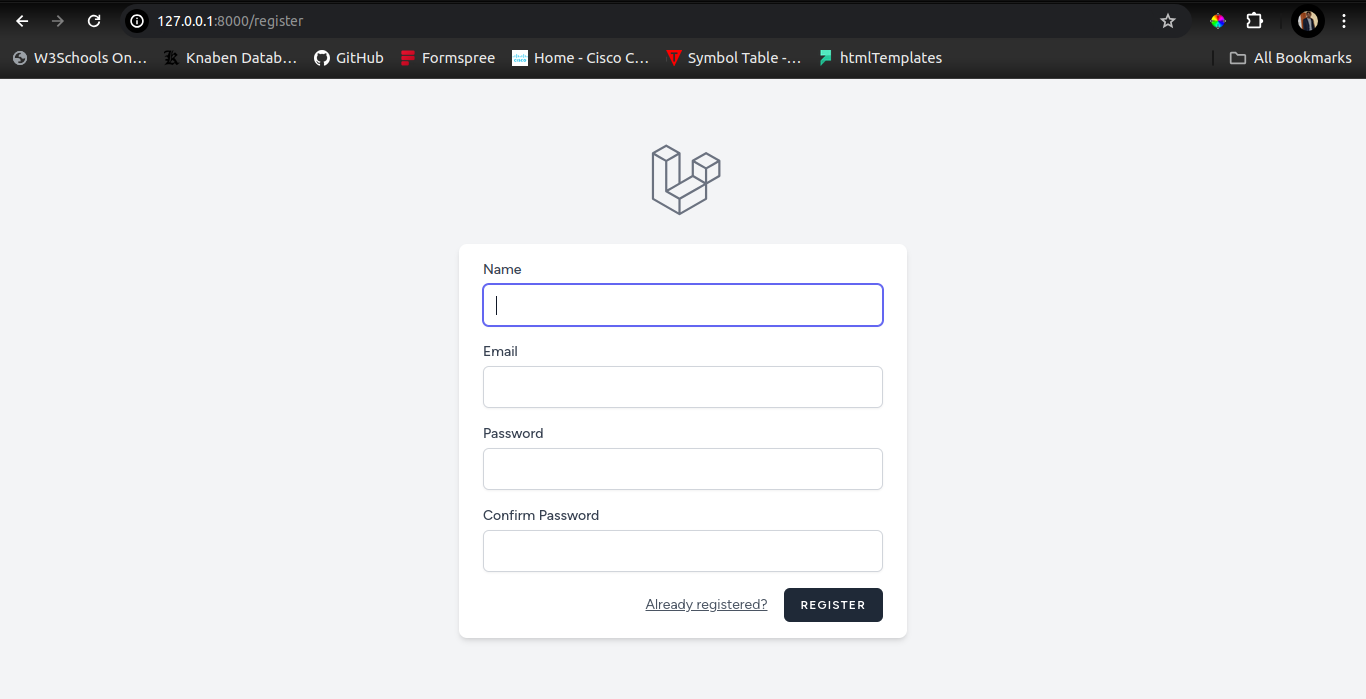 127.0.0.1:8000/register
W3Schools On... Knaben Datab... GitHub Formspree Home - Cisco C... Symbol Table -... htmlTemplates All Bookmarks
Name
Email
Password
Confirm Password
Already registered? REGISTER